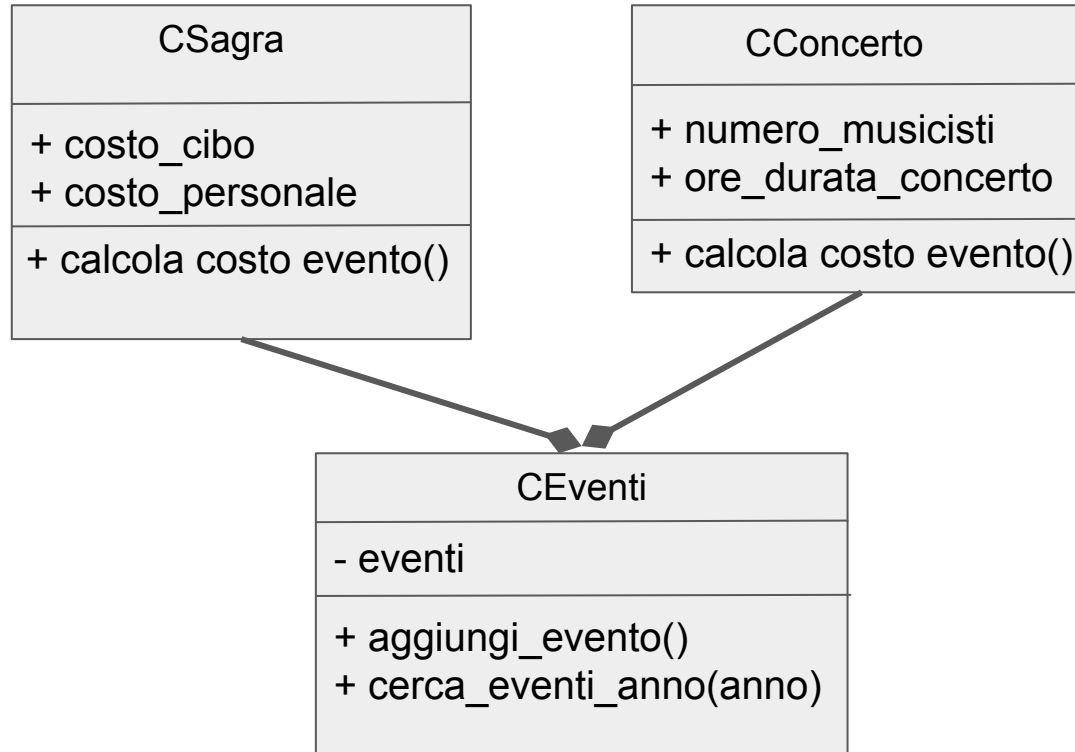 CSagra
+ costo_cibo
+ costo_personale
+ calcola costo evento()
CConcerto
+ numero_musicisti
+ ore_durata_concerto
+ calcola costo evento()
CEventi
- eventi
+ aggiungi_evento()
+ cerca_eventi_anno(anno)